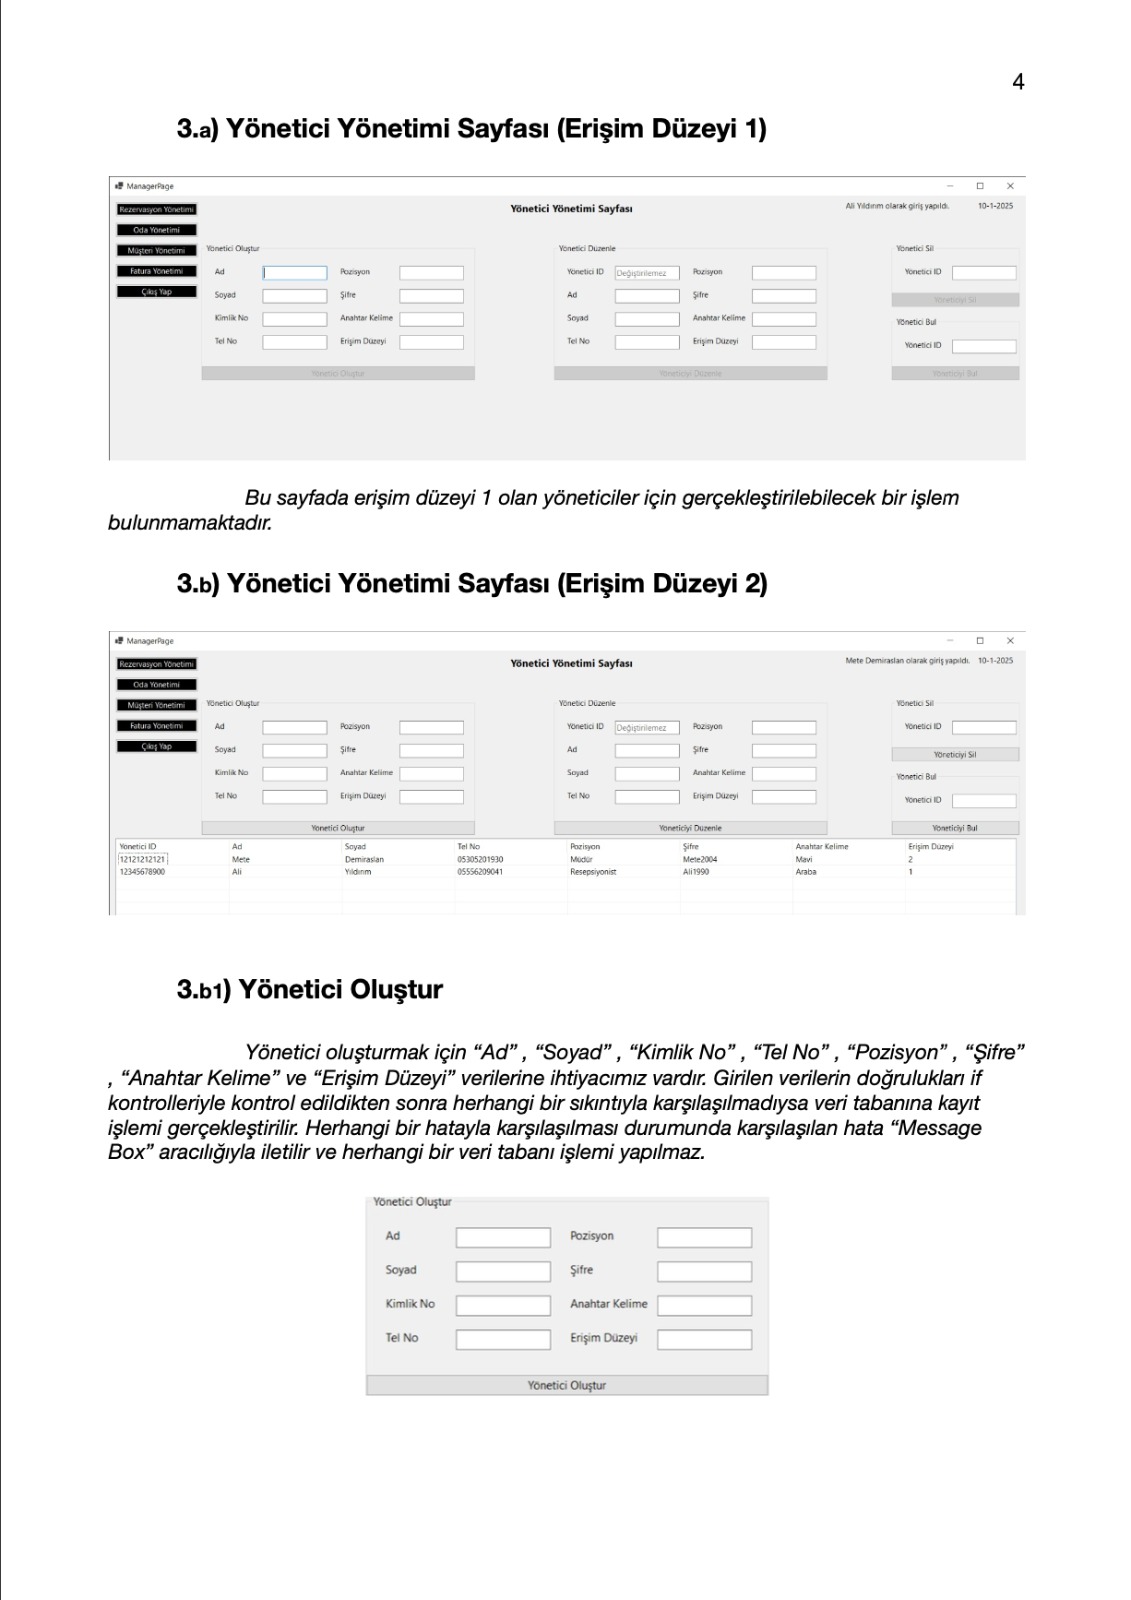 4
3.a) Yönetici Yönetimi Sayfası (Erişim Düzeyi 1)
ManagerPage
Rezervasyon Yönetimi
Yönetici Yönetimi Sayfası
Ali Yıldırım olarak giriş yapıldı. 10-1-2025
Oda Yönetimi
Müşteri Yönetimi
Fatura Yönetimi
Çıkış Yap
Yönetici Oluştur
Ad Pozisyon
Soyad Şifre
Kimlik No Anahtar Kelime
Tel No Erişim Düzeyi
Yönetici Oluştur
Yönetici Düzenle
Yönetici ID Değiştirilemez Pozisyon
Ad Şifre
Soyad Anahtar Kelime
Tel No Erişim Düzeyi
Yöneticiyi Düzenle
Yönetici Sil
Yönetici ID
Yöneticiyi Sil
Yönetici Bul
Yönetici ID
Yöneticiyi Bul
Bu sayfada erişim düzeyi 1 olan yöneticiler için gerçekleştirilebilecek bir işlem
bulunmamaktadır.
3.b) Yönetici Yönetimi Sayfası (Erişim Düzeyi 2)
ManagerPage
Rezervasyon Yönetimi
Yönetici Yönetimi Sayfası
Mete Demiraslan olarak giriş yapıldı. 10-1-2025
Oda Yönetimi
Müşteri Yönetimi
Fatura Yönetimi
Çıkış Yap
Yönetici Oluştur
Ad Pozisyon
Soyad Şifre
Kimlik No Anahtar Kelime
Tel No Erişim Düzeyi
Yönetici Oluştur
Yönetici Düzenle
Yönetici ID Değiştirilemez Pozisyon
Ad Şifre
Soyad Anahtar Kelime
Tel No Erişim Düzeyi
Yöneticiyi Düzenle
Yönetici Sil
Yönetici ID
Yöneticiyi Sil
Yönetici Bul
Yönetici ID
Yöneticiyi Bul
Yonetici ID Ad Soyad Tel No Pozisyon Şifre Anahtar Kelime Erişim Düzeyi
12121212121 Mete Demiraslan 05305201930 Müdür Mete2004 Mavi 2
12345678900 Ali Yıldırım 05556209041 Resepsiyonist Ali1990 Araba 1
3.b1) Yönetici Oluştur
Yönetici oluşturmak için “Ad” , “Soyad” , “Kimlik No” , “Tel No” , “Pozisyon” , “Şifre”
, “Anahtar Kelime” ve “Erişim Düzeyi” verilerine ihtiyacımız vardır. Girilen verilerin doğrulukları if
kontrolleriyle kontrol edildikten sonra herhangi bir sıkıntıyla karşılaşılmadıysa veri tabanına kayıt
işlemi gerçekleştirilir. Herhangi bir hatayla karşılaşılması durumunda karşılaşılan hata “Message
Box” aracılığıyla iletilir ve herhangi bir veri tabanı işlemi yapılmaz.
Yönetici Oluştur
Ad Pozisyon
Soyad Şifre
Kimlik No Anahtar Kelime
Tel No Erişim Düzeyi
Yönetici Oluştur